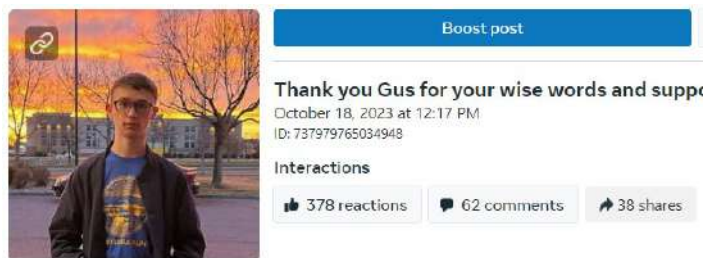 Boost post
Thank you Gus for your wise words and suppo
October 18, 2023 at 12:17 PM
ID: 737979765034948
Interactions
378 reactions
62 comments
38 shares